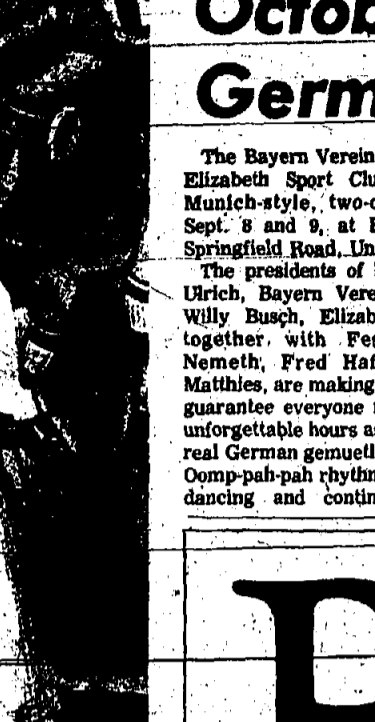 Octob
Germ
The Bayern Verein
Elizabeth Sport Clu
Munich-style, two-d
Sept. 8 and 9, at
Springfield Road, Un
The presidents of
Ulrich, Bayern Vere
Willy Busch, Elizab
together with Fe
Nemeth, Fred Haf
Matthies, are making
guarantee everyone
unforgettable hours as
real German gemuetl
Oomp-pah-pah rhythm
dancing and contin